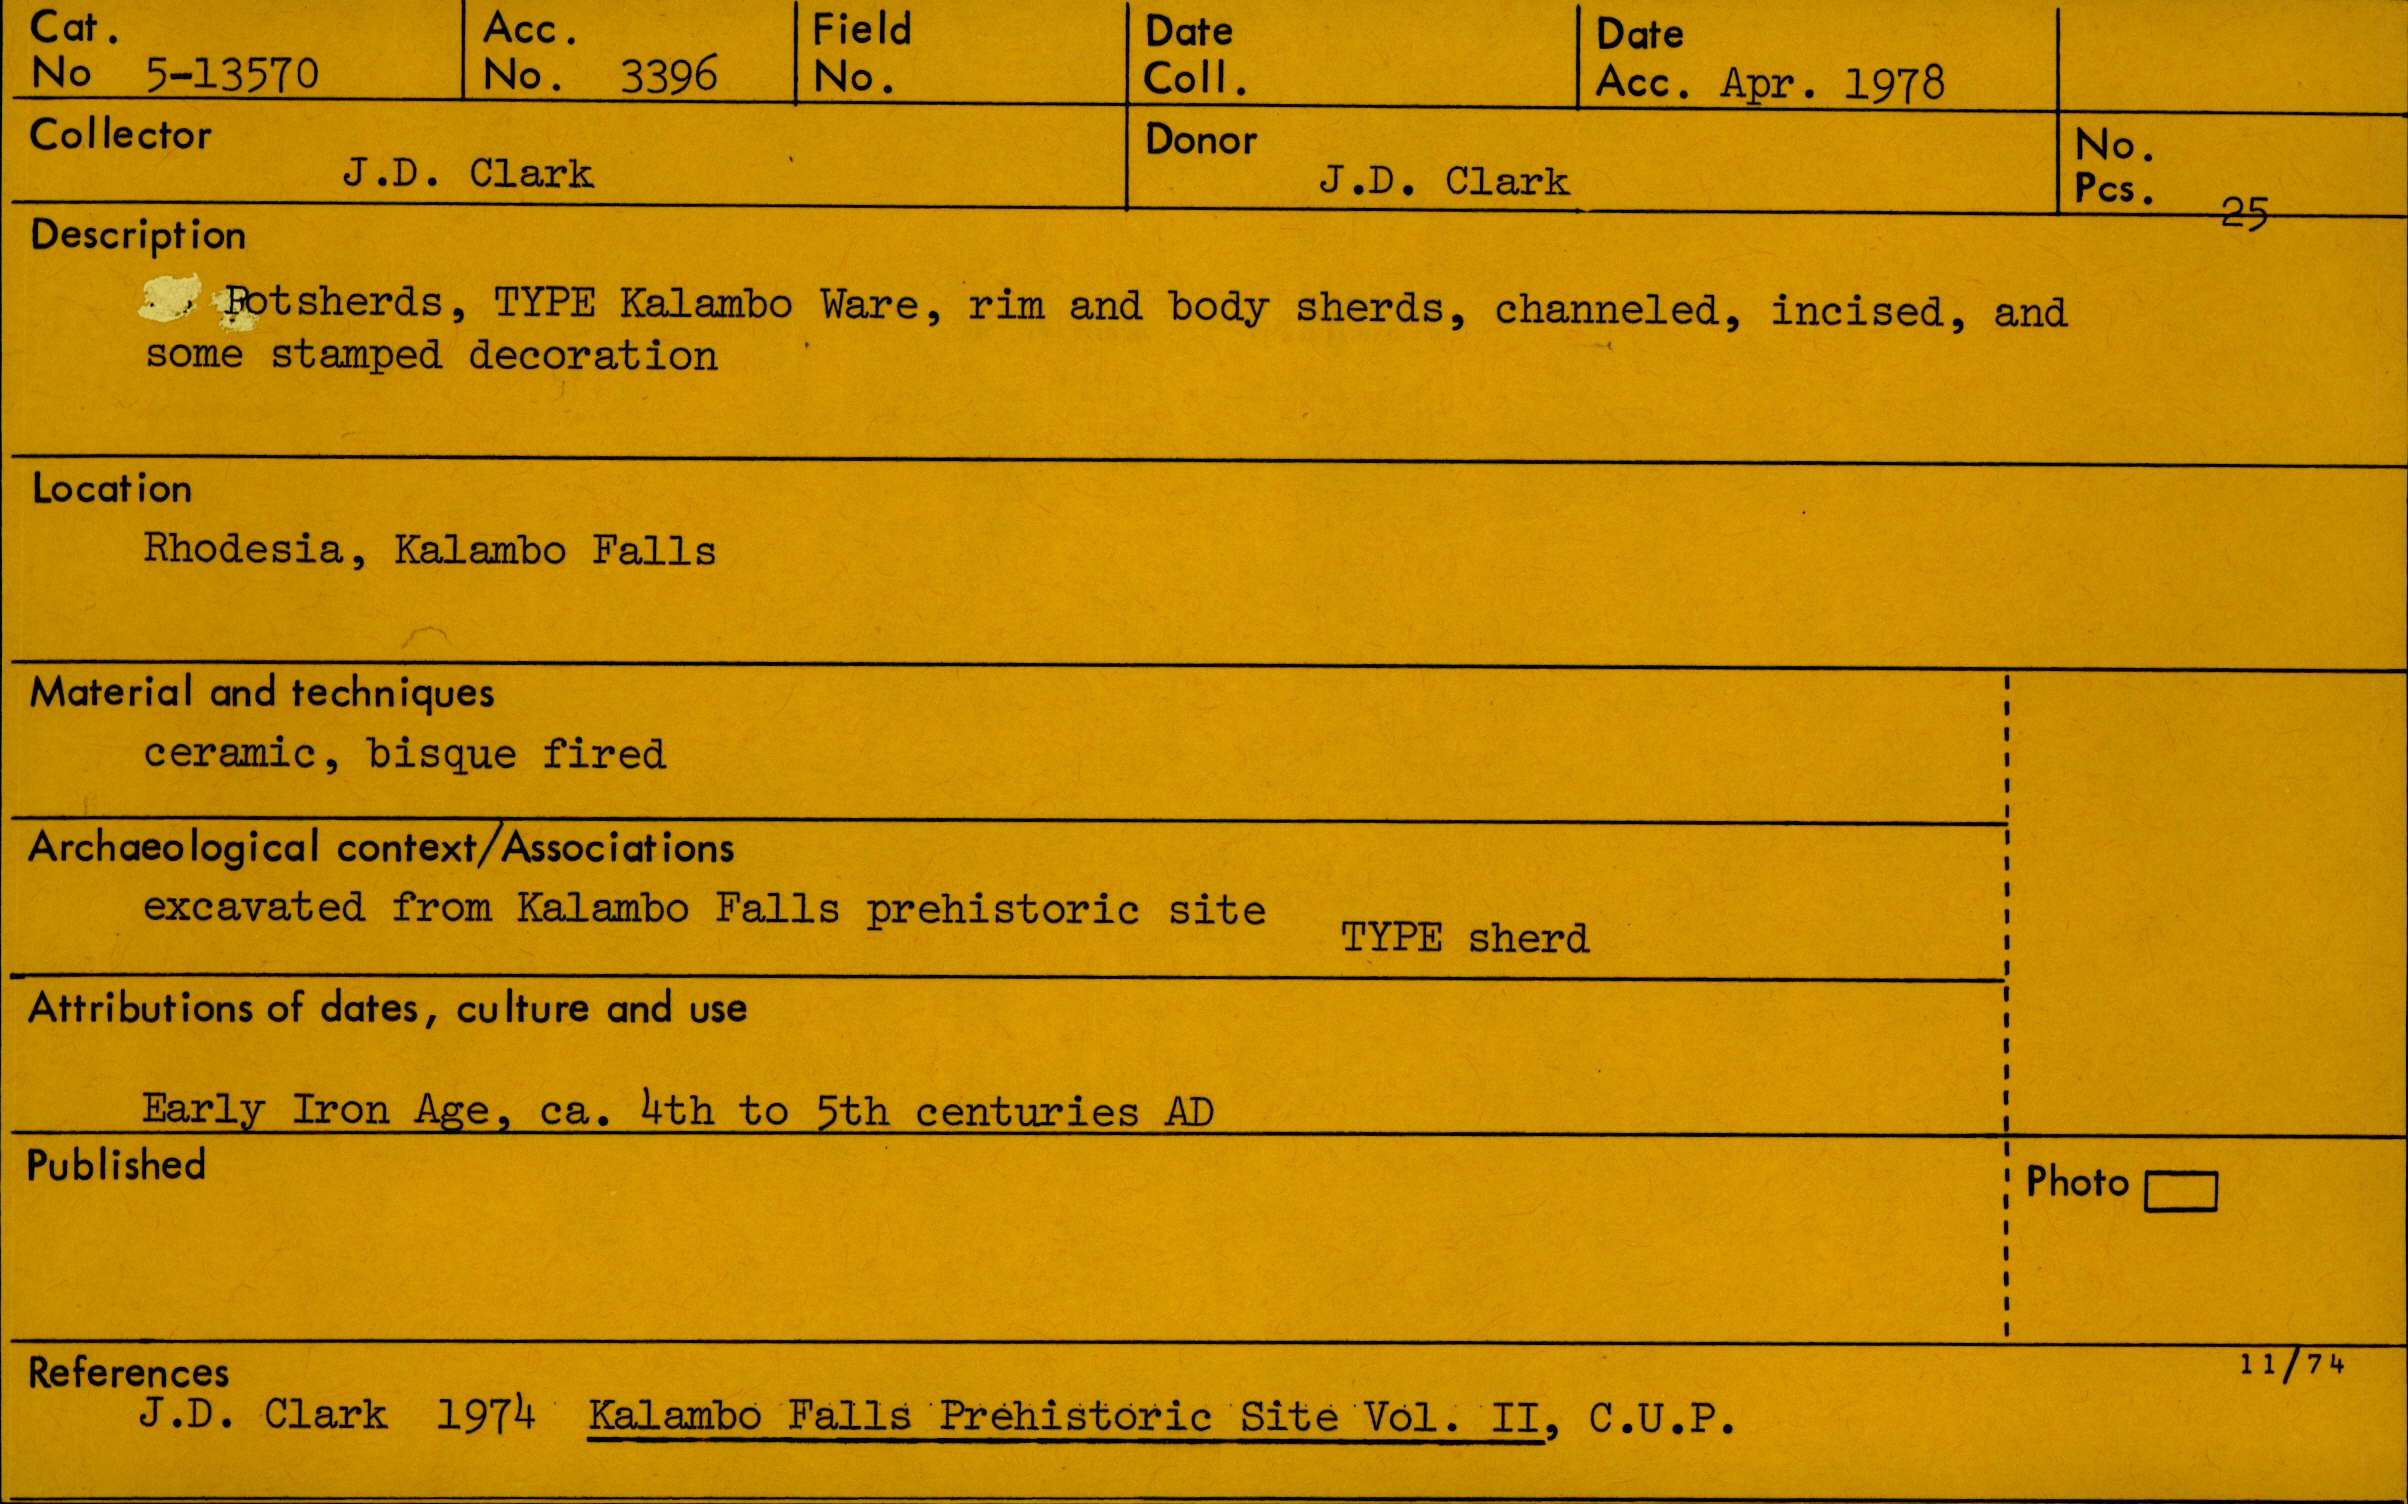 Cat. No 5-13570
Acc. No. 3396
Field No.
Date Coll.
Date Acc. Apr. 1978
Collector
J.D. Clark
Donor
J.D. Clark
No. Pcs. 25
Description
Potsherds, TYPE Kalambo Ware, rim and body sherds, channeled, incised, and
some stamped decoration
Location
Rhodesia, Kalambo Falls
Material and techniques
ceramic, bisque fired
Archaeological context/Associations
excavated from Kalambo Falls prehistoric site
TYPE sherd
Attributions of dates, culture and use
Early Iron Age, ca. 4th to 5th centuries AD
Published
Photo
References
11/74
J.D. Clark 1974 Kalambo Falls Prehistoric Site Vol. II, C.U.P.